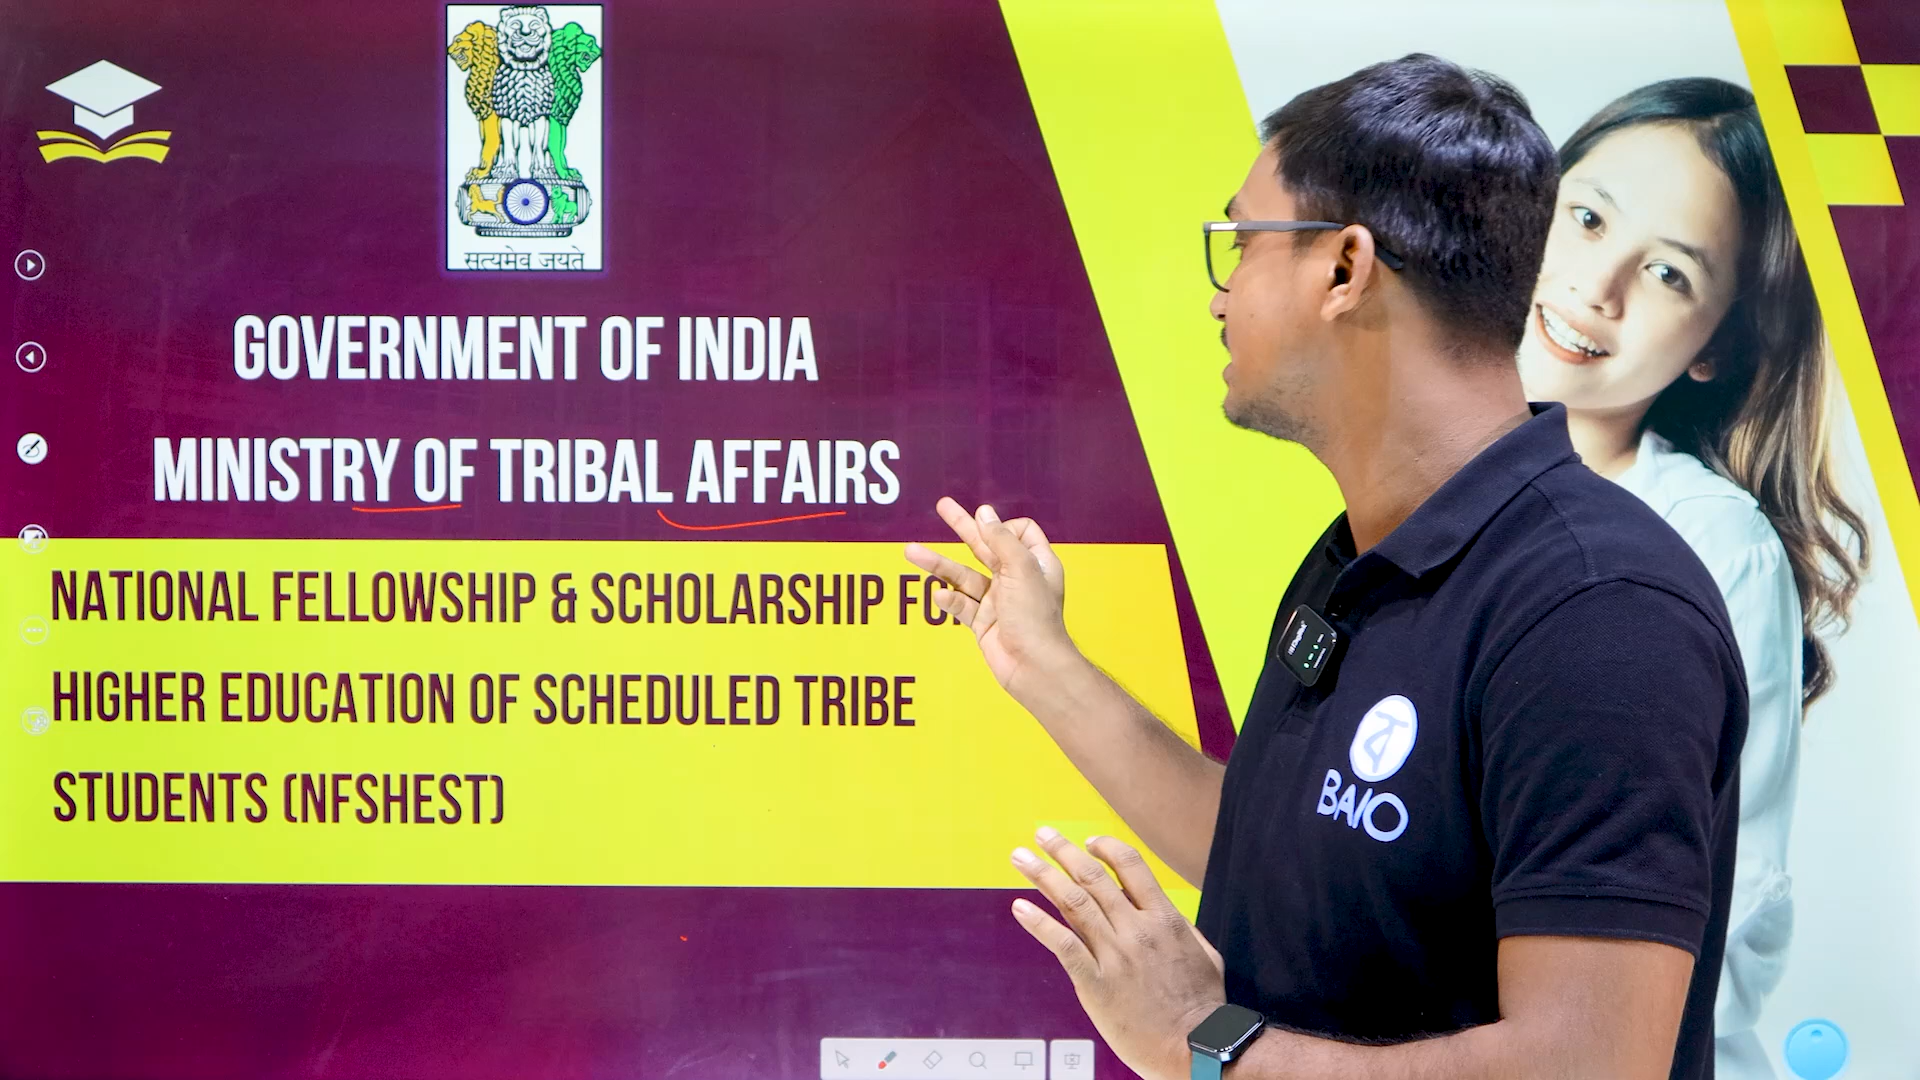 सत्यमेव जयते
GOVERNMENT OF INDIA
MINISTRY OF TRIBAL AFFAIRS
NATIONAL FELLOWSHIP & SCHOLARSHIP
HIGHER EDUCATION OF SCHEDULED TRIBE
STUDENTS (NFSHEST)
BAIO